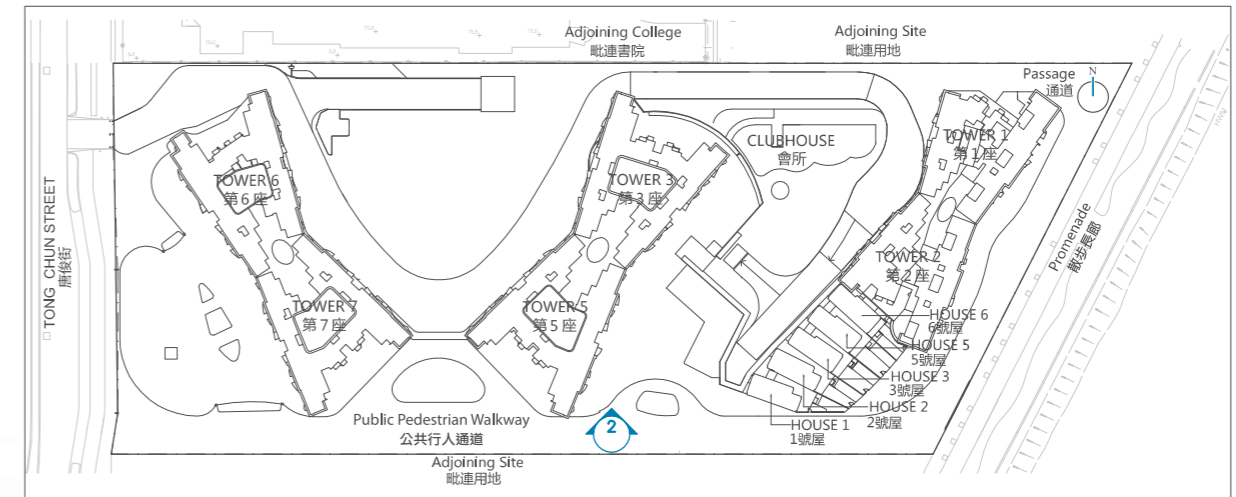 Adjoining College
毗連書院
Adjoining Site
毗連用地
Passage
通道
N
TONG CHUN STREET
唐俊街
TOWER 6
第6座
TOWER 3
第3座
CLUBHOUSE
會所
TOWER 1
第1座
TOWER 2
第2座
Promenade
散步長廊
HWM
TOWER 7
第7座
TOWER 5
第5座
HOUSE 6
6號屋
HOUSE 5
5號屋
HOUSE 3
3號屋
HOUSE 2
2號屋
HOUSE 1
1號屋
Public Pedestrian Walkway
公共行人通道
2
Adjoining Site
毗連用地